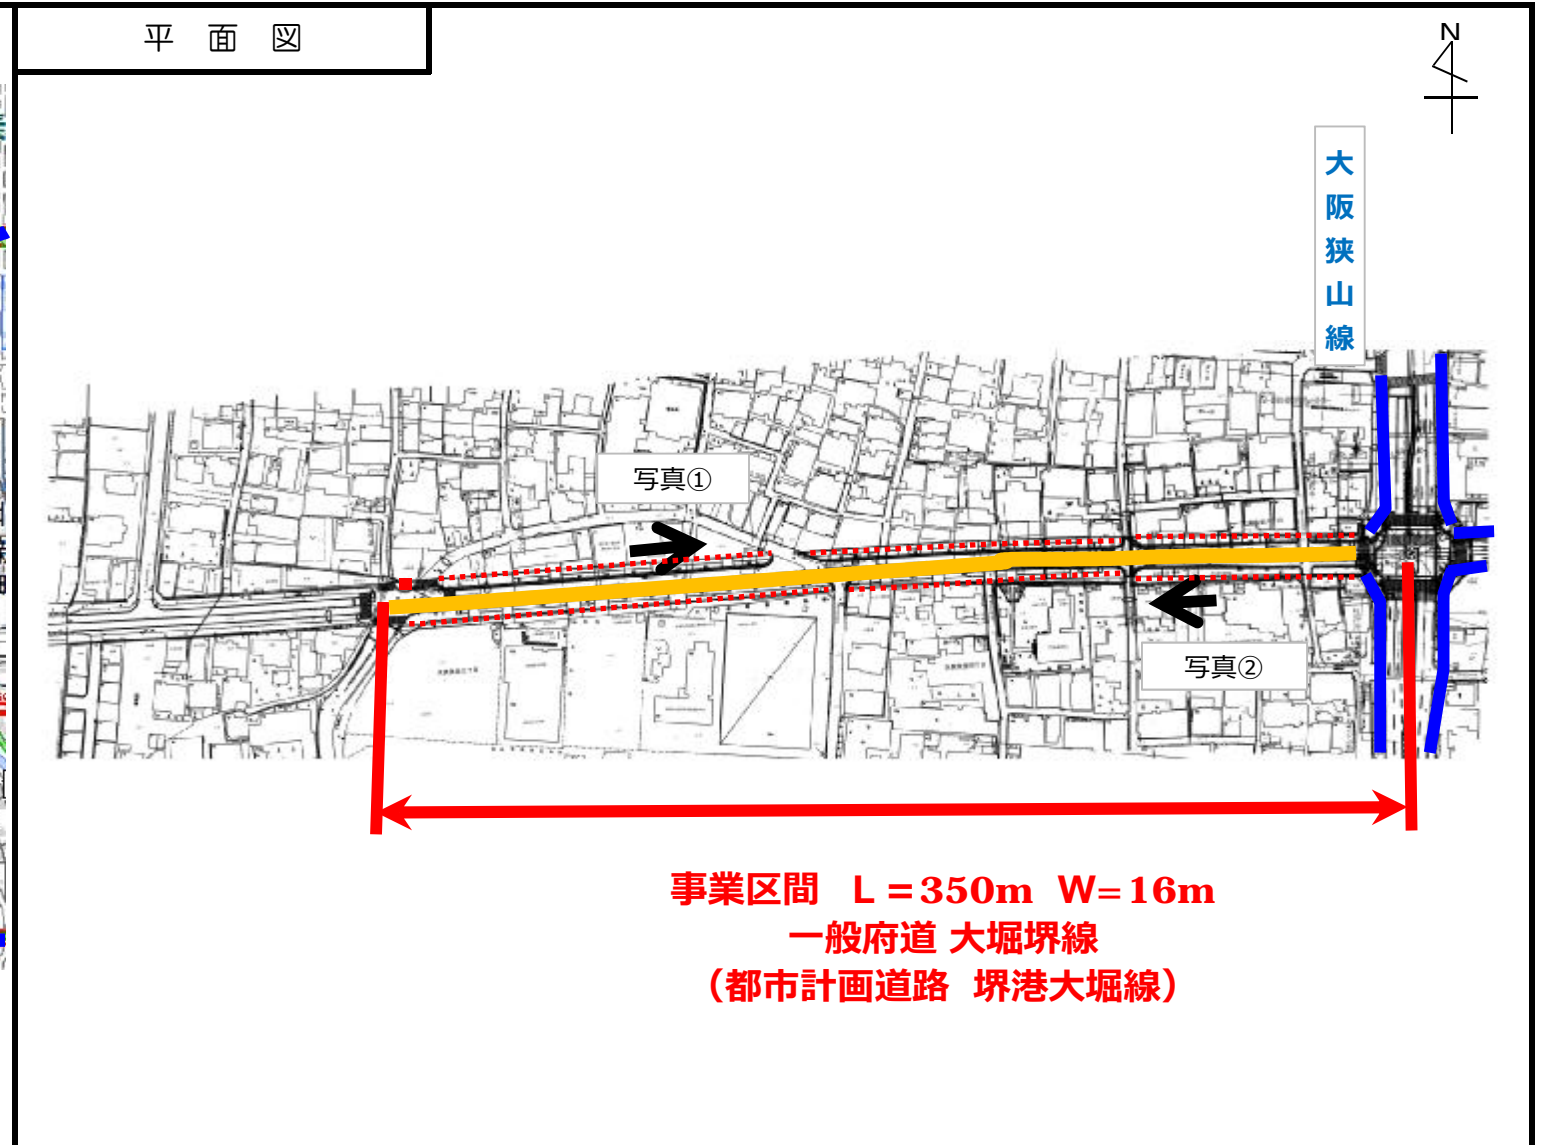 平 面 図
N
大阪狭山線
写真①
写真②
事業区間 L=350m W=16m
一般府道 大堀堺線
（都市計画道路 堺港大堀線）